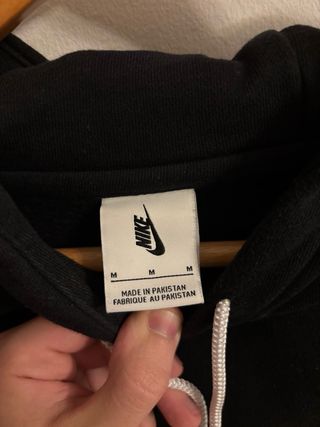 NIKE
M M M
MADE IN PAKISTAN
FABRIQUE AU PAKISTAN